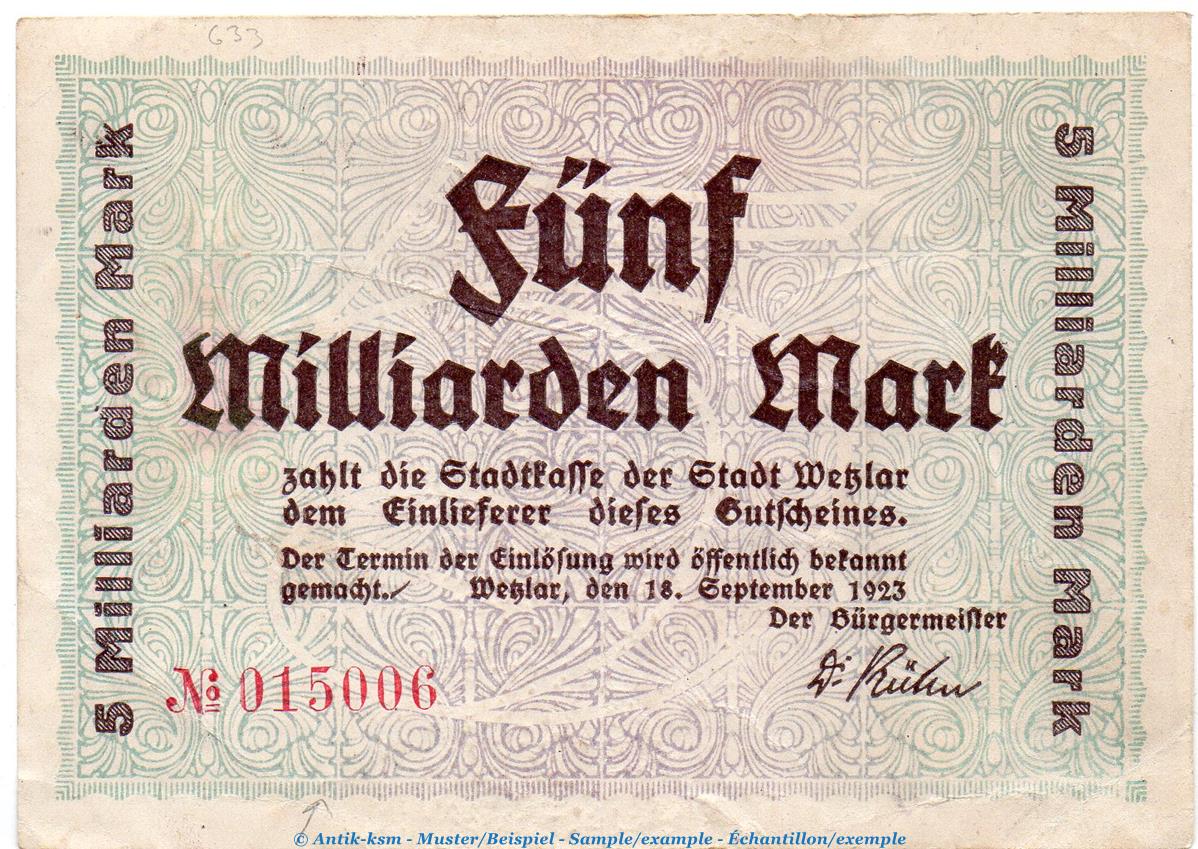 633
5 Milliarden Mark
Fünf
Milliarden Mark
zahlt die Stadtkasse der Stadt Wetzlar
dem Einlieferer dieses Gutscheines.
Der Termin der Einlösung wird öffentlich bekannt
gemacht. Wetzlar, den 18. September 1923
Der Bürgermeister
Dr. Kühn
№ 015006
5 Milliarden Mark
© Antik-ksm - Muster/Beispiel - Sample/example - Échantillon/exemple